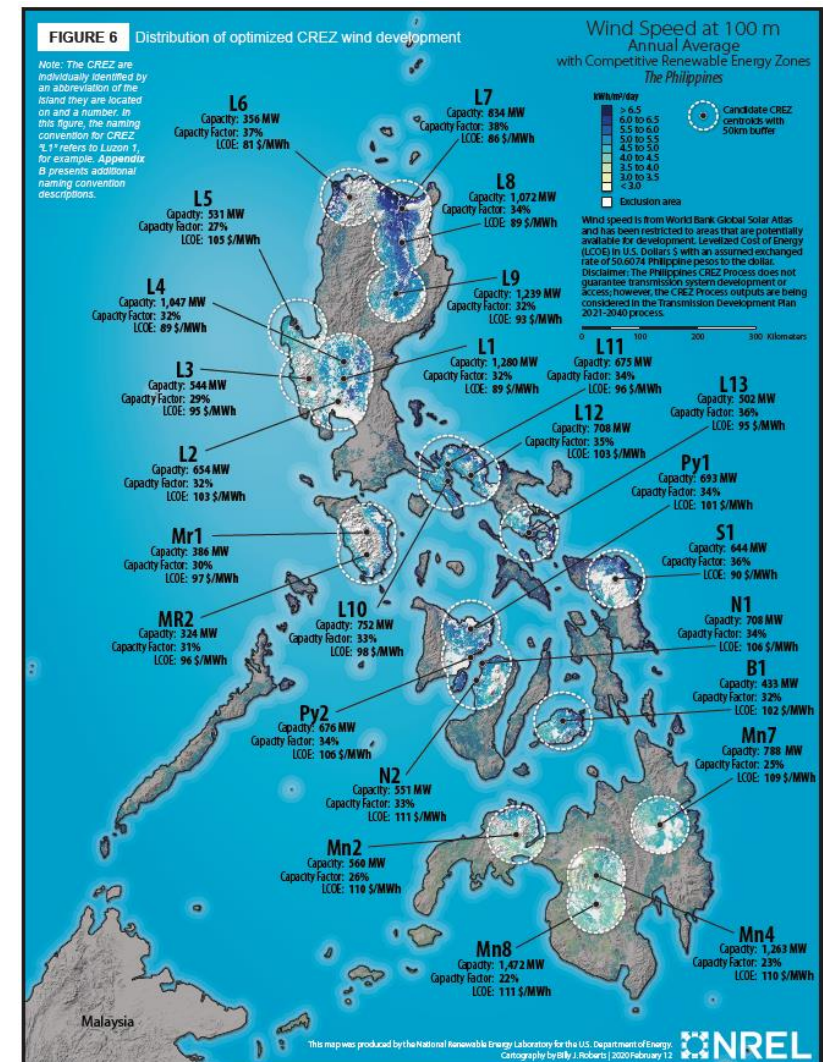 FIGURE 6 Distribution of optimized CREZ wind development
Note: The CREZ are
individually identified by
an abbreviation of the
island they are located
on and a number. In
this figure, the naming
convention for CREZ
"L1" refers to Luzon 1,
for example. Appendix
B presents additional
naming convention
descriptions.
Wind Speed at 100 m
Annual Average
with Competitive Renewable Energy Zones
The Philippines
kWh/m²/day
> 6.5
6.0 to 6.5
5.5 to 6.0
5.0 to 5.5
4.5 to 5.0
4.0 to 4.5
3.5 to 4.0
3.0 to 3.5
< 3.0
Exclusion area
Candidate CREZ
centroids with
50km buffer
Wind speed is from World Bank Global Solar Atlas
and has been restricted to areas that are potentially
available for development. Levelized Cost of Energy
(LCOE) in U.S. Dollars $ with an assumed exchanged
rate of 50.6074 Philippine pesos to the dollar.
Disclaimer: The Philippines CREZ Process does not
guarantee transmission system development or
access; however, the CREZ Process outputs are being
considered in the Transmission Development Plan
2021-2040 process.
0 100 200 300 Kilometers
L6
Capacity: 356 MW
Capacity Factor: 37%
LCOE: 81 $/MWh
L7
Capacity: 834 MW
Capacity Factor: 38%
LCOE: 86 $/MWh
L8
Capacity: 1,072 MW
Capacity Factor: 34%
LCOE: 89 $/MWh
L5
Capacity: 531 MW
Capacity Factor: 27%
LCOE: 105 $/MWh
L9
Capacity: 1,239 MW
Capacity Factor: 32%
LCOE: 93 $/MWh
L4
Capacity: 1,047 MW
Capacity Factor: 32%
LCOE: 89 $/MWh
L1
Capacity: 1,280 MW
Capacity Factor: 32%
LCOE: 89 $/MWh
L11
Capacity: 675 MW
Capacity Factor: 34%
LCOE: 96 $/MWh
L3
Capacity: 544 MW
Capacity Factor: 29%
LCOE: 95 $/MWh
L13
Capacity: 502 MW
Capacity Factor: 36%
LCOE: 95 $/MWh
L12
Capacity: 708 MW
Capacity Factor: 35%
LCOE: 103 $/MWh
L2
Capacity: 654 MW
Capacity Factor: 32%
LCOE: 103 $/MWh
Py1
Capacity: 693 MW
Capacity Factor: 34%
LCOE: 101 $/MWh
Mr1
Capacity: 386 MW
Capacity Factor: 30%
LCOE: 97 $/MWh
S1
Capacity: 644 MW
Capacity Factor: 36%
LCOE: 90 $/MWh
MR2
Capacity: 324 MW
Capacity Factor: 31%
LCOE: 96 $/MWh
L10
Capacity: 752 MW
Capacity Factor: 33%
LCOE: 98 $/MWh
N1
Capacity: 708 MW
Capacity Factor: 34%
LCOE: 106 $/MWh
B1
Capacity: 433 MW
Capacity Factor: 32%
LCOE: 102 $/MWh
Py2
Capacity: 676 MW
Capacity Factor: 34%
LCOE: 106 $/MWh
Mn7
Capacity: 788 MW
Capacity Factor: 25%
LCOE: 109 $/MWh
N2
Capacity: 551 MW
Capacity Factor: 33%
LCOE: 111 $/MWh
Mn2
Capacity: 560 MW
Capacity Factor: 26%
LCOE: 110 $/MWh
Mn4
Capacity: 1,263 MW
Capacity Factor: 23%
LCOE: 110 $/MWh
Mn8
Capacity: 1,472 MW
Capacity Factor: 22%
LCOE: 111 $/MWh
Malaysia
This map was produced by the National Renewable Energy Laboratory for the U.S. Department of Energy.
Cartography by Billy J. Roberts | 2020 February 12
NREL